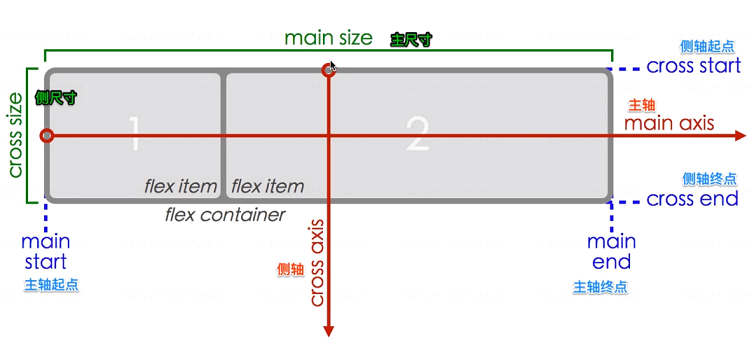 main size 主尺寸
侧轴起点
cross start
cross size
侧尺寸
主轴
main axis
1
2
flex item
flex item
侧轴终点
cross end
flex container
main
start
主轴起点
侧轴
cross axis
main
end
主轴终点